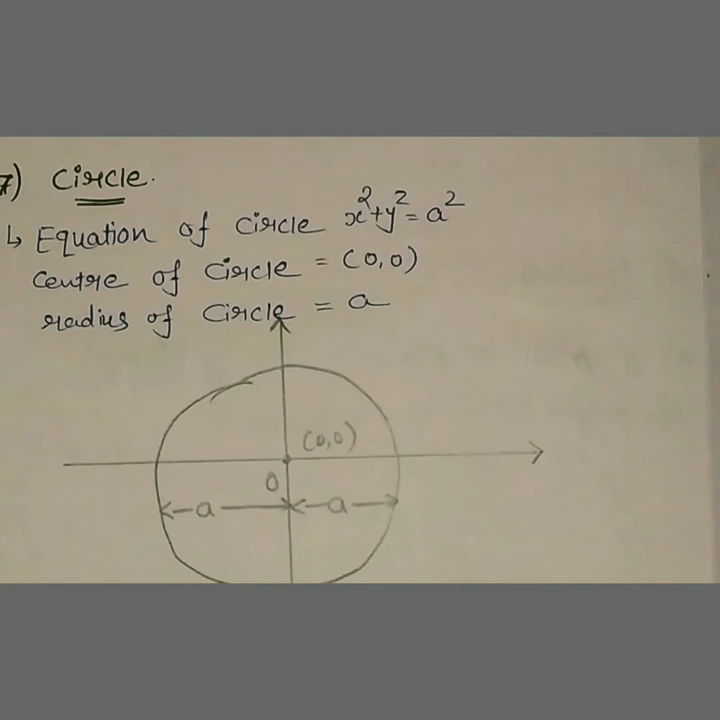 7) Circle.
↳ Equation of Circle x²+y²=a²
Centre of Circle = (0,0)
radius of Circle = a
(0,0)
0
a a